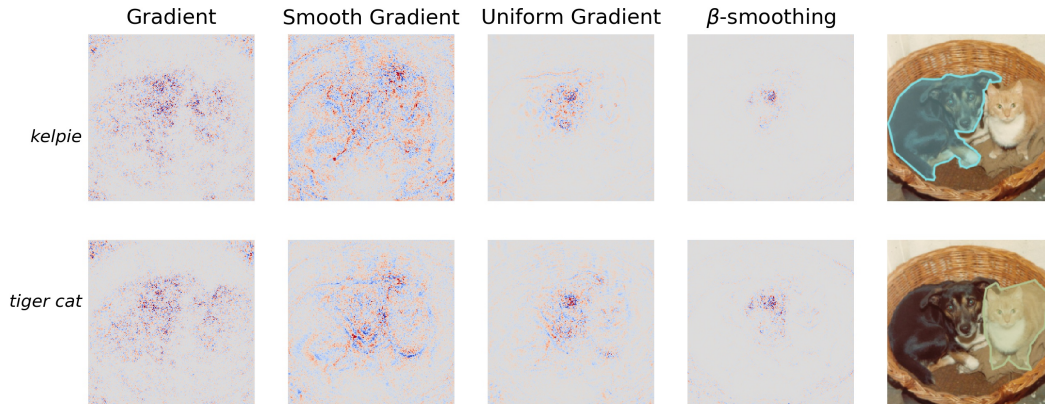 Gradient
Smooth Gradient
Uniform Gradient
β-smoothing
kelpie
tiger cat